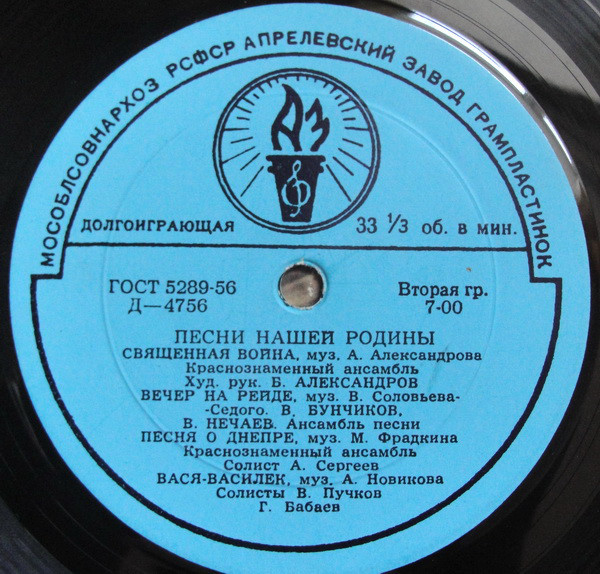 МОСОБЛСОВНАРХОЗ РСФСР АПРЕЛЕВСКИЙ ЗАВОД ГРАМПЛАСТИНОК
АЗ
ДОЛГОИГРАЮЩАЯ 33 1/3 об. в мин.
ГОСТ 5289-56 Вторая гр.
Д—4756 7-00
ПЕСНИ НАШЕЙ РОДИНЫ
СВЯЩЕННАЯ ВОЙНА, муз. А. Александрова
Краснознаменный ансамбль
Худ. рук. Б. АЛЕКСАНДРОВ
ВЕЧЕР НА РЕЙДЕ, муз. В. Соловьева-
-Седого. В. БУНЧИКОВ,
В. НЕЧАЕВ. Ансамбль песни
ПЕСНЯ О ДНЕПРЕ, муз. М. Фрадкина
Краснознаменный ансамбль
Солист А. Сергеев
ВАСЯ-ВАСИЛЕК, муз. А. Новикова
Солисты В. Пучков
Г. Бабаев